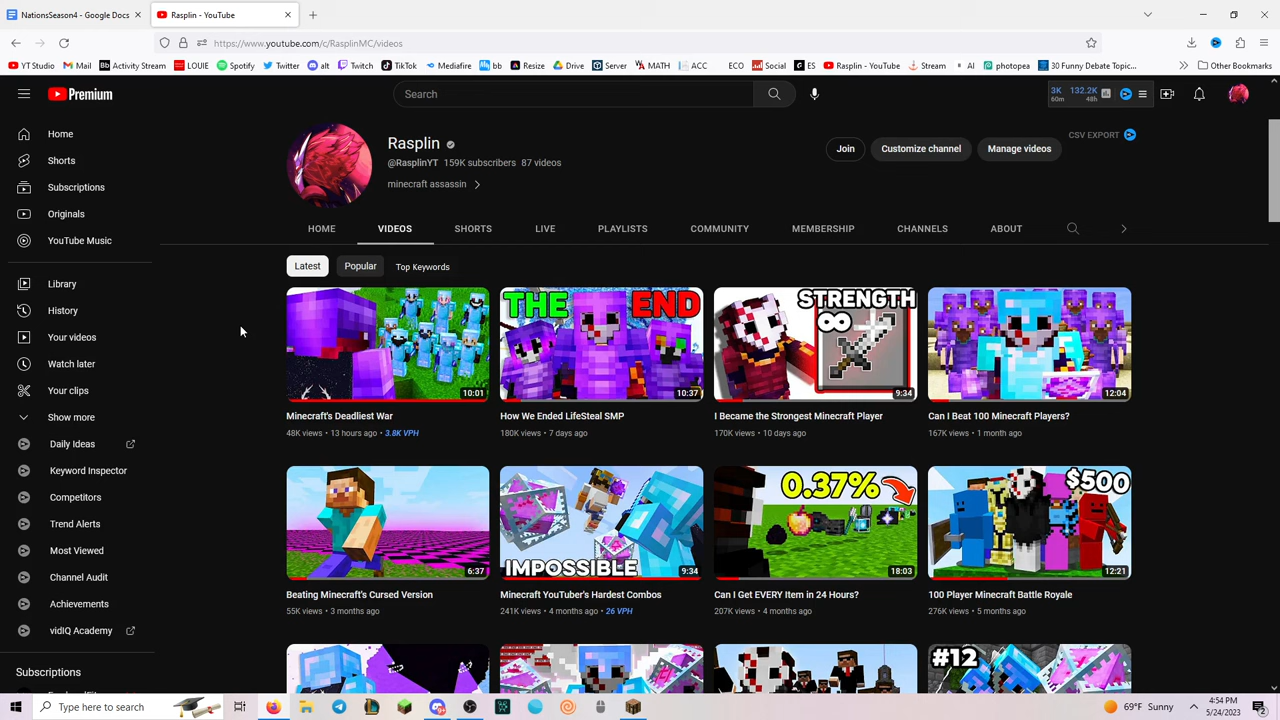 NationsSeason4 - Google Docs
Rasplin - YouTube
https://www.youtube.com/c/RasplinMC/videos
YT Studio
Mail
Bb Activity Stream
LOUIE
Spotify
Twitter
alt
Twitch
TikTok
Mediafire
bb
Resize
Drive
Server
MATH
ACC
ECO
Social
ES
Rasplin - YouTube
Stream
AI
photopea
30 Funny Debate Topic...
Other Bookmarks
Premium
Search
3K 132.2K
60m 48h
Home
Shorts
Subscriptions
Originals
YouTube Music
Library
History
Your videos
Watch later
Your clips
Show more
Daily Ideas
Keyword Inspector
Competitors
Trend Alerts
Most Viewed
Channel Audit
Achievements
vidIQ Academy
Subscriptions
Rasplin
@RasplinYT 159K subscribers 87 videos
minecraft assassin
Join
Customize channel
Manage videos
CSV EXPORT
HOME
VIDEOS
SHORTS
LIVE
PLAYLISTS
COMMUNITY
MEMBERSHIP
CHANNELS
ABOUT
Latest
Popular
Top Keywords
10:01
Minecraft's Deadliest War
48K views • 13 hours ago • 3.8K VPH
THE END
10:37
How We Ended LifeSteal SMP
180K views • 7 days ago
STRENGTH
∞
9:34
I Became the Strongest Minecraft Player
170K views • 10 days ago
12:04
Can I Beat 100 Minecraft Players?
167K views • 1 month ago
6:37
Beating Minecraft's Cursed Version
55K views • 3 months ago
IMPOSSIBLE
9:34
Minecraft YouTuber's Hardest Combos
241K views • 4 months ago • 26 VPH
0.37%
18:03
Can I Get EVERY Item in 24 Hours?
207K views • 4 months ago
$500
12:21
100 Player Minecraft Battle Royale
276K views • 5 months ago
#12
Type here to search
69°F Sunny
4:54 PM
5/24/2023
2